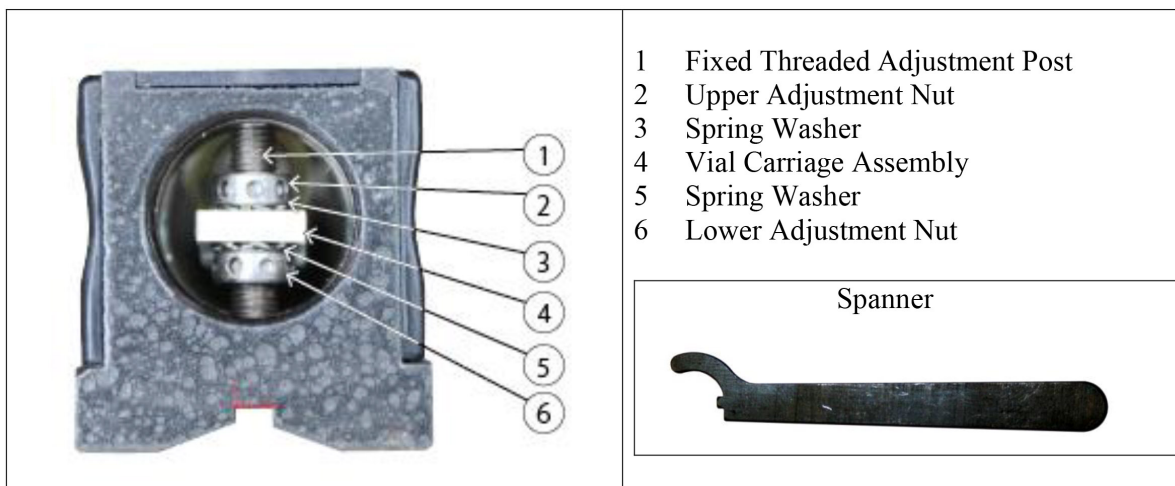 1
2
3
4
5
6
1 Fixed Threaded Adjustment Post
2 Upper Adjustment Nut
3 Spring Washer
4 Vial Carriage Assembly
5 Spring Washer
6 Lower Adjustment Nut
Spanner